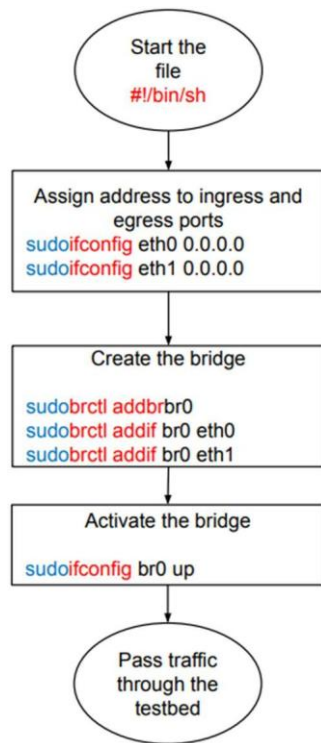 Start the
file
#!/bin/sh
Assign address to ingress and
egress ports
sudoifconfig eth0 0.0.0.0
sudoifconfig eth1 0.0.0.0
Create the bridge
sudobrctl addbrbr0
sudobrctl addif br0 eth0
sudobrctl addif br0 eth1
Activate the bridge
sudoifconfig br0 up
Pass traffic
through the
testbed